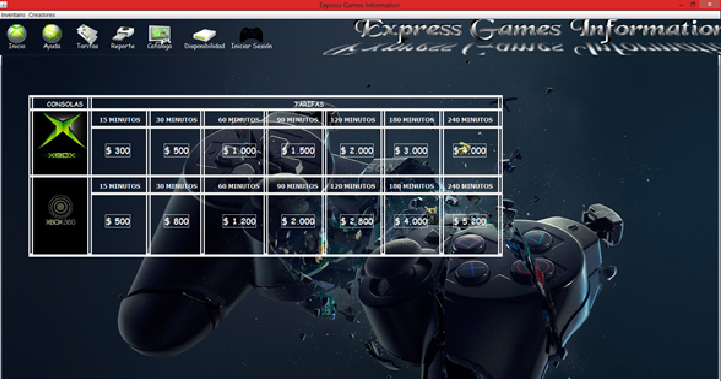 Express Games Information
Inventario Creadores
Express Games Information
Inicio Ayuda Tarifas Reporte Catalogo Disponibilidad Iniciar Sesión
CONSOLAS TARIFAS
15 MINUTOS 30 MINUTOS 60 MINUTOS 90 MINUTOS 120 MINUTOS 180 MINUTOS 240 MINUTOS
XBOX
$ 300 $ 500 $ 1.000 $ 1.500 $ 2.000 $ 3.000 $ 4.000
15 MINUTOS 30 MINUTOS 60 MINUTOS 90 MINUTOS 120 MINUTOS 180 MINUTOS 240 MINUTOS
XBOX360
$ 500 $ 800 $ 1.200 $ 2.000 $ 2.800 $ 4.000 $ 5.200